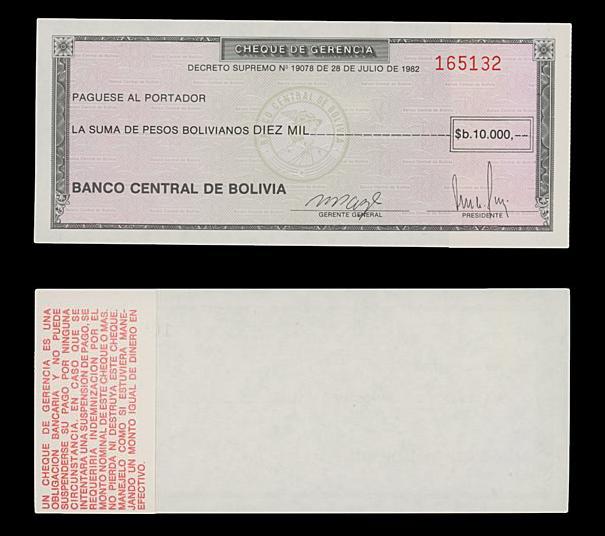 CHEQUE DE GERENCIA
DECRETO SUPREMO Nº 19078 DE 28 DE JULIO DE 1982
165132
PAGUESE AL PORTADOR
LA SUMA DE PESOS BOLIVIANOS DIEZ MIL
$b.10.000,--
BANCO CENTRAL DE BOLIVIA
BANCO CENTRAL DE BOLIVIA
GERENTE GENERAL
PRESIDENTE
UN CHEQUE DE GERENCIA ES UNA
OBLIGACION BANCARIA Y NO PUEDE
SUSPENDERSE SU PAGO POR NINGUNA
CIRCUNSTANCIA. EN CASO QUE SE
INTENTARA UNA SUSPENSION DE PAGO, SE
REQUERIRIA INDEMNIZACION POR EL
MONTO NOMINAL DE ESTE CHEQUE O MAS.
NO PIERDA NI DESTRUYA ESTE CHEQUE.
MANEJELO COMO SI ESTUVIERA MANE-
JANDO UN MONTO IGUAL DE DINERO EN
EFECTIVO.